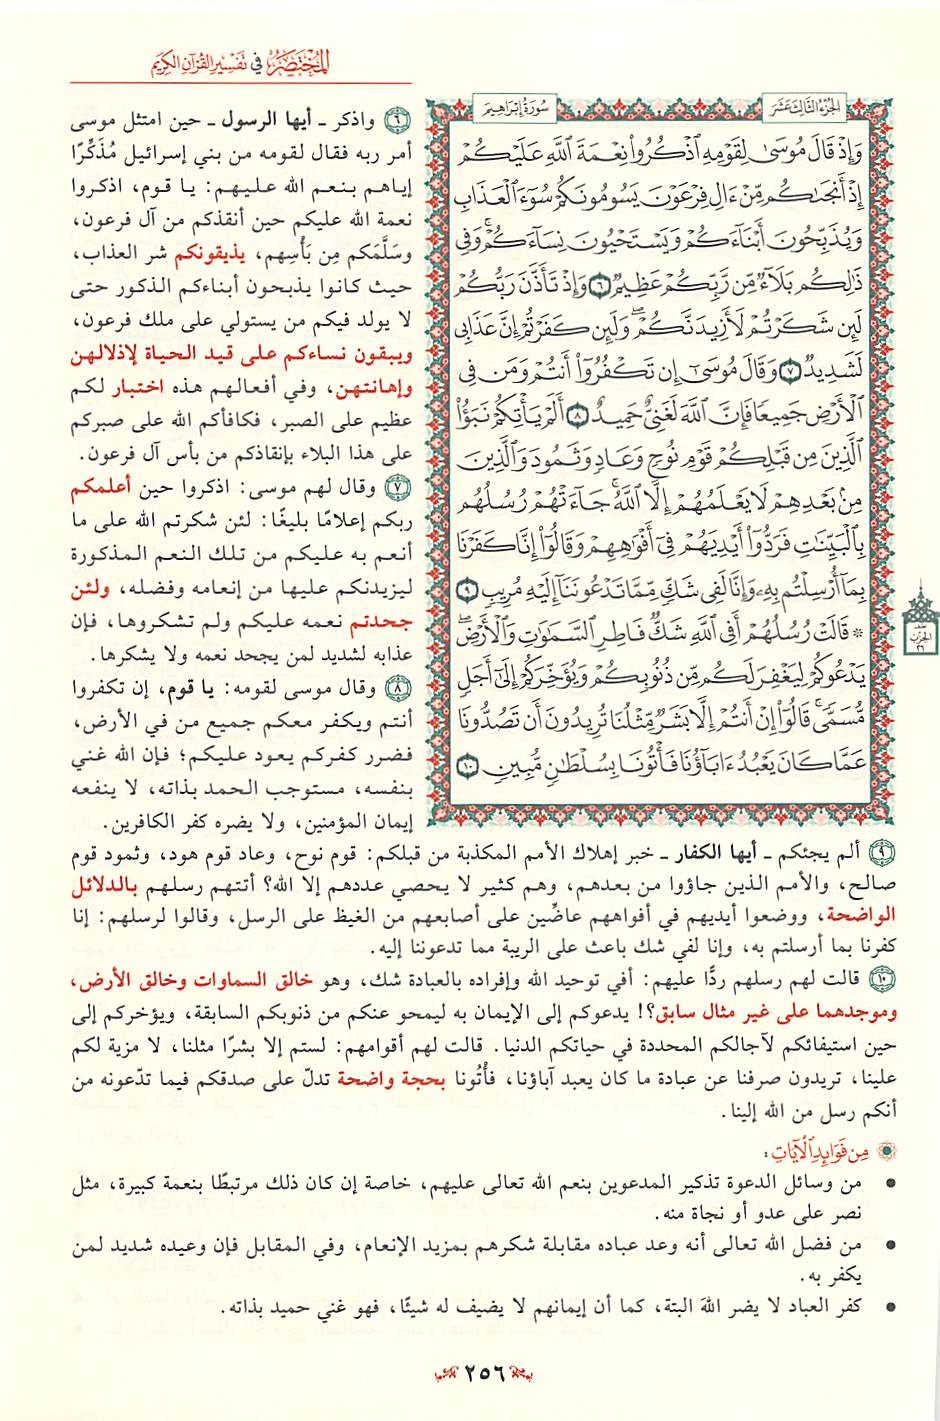 المُخْتَصَرُ في تَفْسِيرِ القُرْآنِ الكَرِيم
الجُزْءُ الثَّالِثَ عَشَرَ
سُورَةُ إِبْرَاهِيم
وَإِذْ قَالَ مُوسَىٰ لِقَوْمِهِ ٱذْكُرُوا۟ نِعْمَةَ ٱللَّهِ عَلَيْكُمْ
إِذْ أَنجَىٰكُم مِّنْ ءَالِ فِرْعَوْنَ يَسُومُونَكُمْ سُوٓءَ ٱلْعَذَابِ
وَيُذَبِّحُونَ أَبْنَآءَكُمْ وَيَسْتَحْيُونَ نِسَآءَكُمْ ۚ وَفِى
ذَٰلِكُم بَلَآءٌ مِّن رَّبِّكُمْ عَظِيمٌ ٦ وَإِذْ تَأَذَّنَ رَبُّكُمْ
لَئِن شَكَرْتُمْ لَأَزِيدَنَّكُمْ ۖ وَلَئِن كَفَرْتُمْ إِنَّ عَذَابِى
لَشَدِيدٌ ٧ وَقَالَ مُوسَىٰٓ إِن تَكْفُرُوٓا۟ أَنتُمْ وَمَن فِى
ٱلْأَرْضِ جَمِيعًا فَإِنَّ ٱللَّهَ لَغَنِىٌّ حَمِيدٌ ٨ أَلَمْ يَأْتِكُمْ نَبَؤُا۟
ٱلَّذِينَ مِن قَبْلِكُمْ قَوْمِ نُوحٍ وَعَادٍ وَثَمُودَ وَٱلَّذِينَ
مِنۢ بَعْدِهِمْ لَا يَعْلَمُهُمْ إِلَّا ٱللَّهُ ۚ جَآءَتْهُمْ رُسُلُهُم
بِٱلْبَيِّنَٰتِ فَرَدُّوٓا۟ أَيْدِيَهُمْ فِىٓ أَفْوَٰهِهِمْ وَقَالُوٓا۟ إِنَّا كَفَرْنَا
بِمَآ أُرْسِلْتُم بِهِۦ وَإِنَّا لَفِى شَكٍّ مِّمَّا تَدْعُونَنَآ إِلَيْهِ مُرِيبٍ ٩
۞ قَالَتْ رُسُلُهُمْ أَفِى ٱللَّهِ شَكٌّ فَاطِرِ ٱلسَّمَٰوَٰتِ وَٱلْأَرْضِ ۖ
يَدْعُوكُمْ لِيَغْفِرَ لَكُم مِّن ذُنُوبِكُمْ وَيُؤَخِّرَكُمْ إِلَىٰٓ أَجَلٍ
مُّسَمًّى ۚ قَالُوٓا۟ إِنْ أَنتُمْ إِلَّا بَشَرٌ مِّثْلُنَا تُرِيدُونَ أَن تَصُدُّونَا
عَمَّا كَانَ يَعْبُدُ ءَابَآؤُنَا فَأْتُونَا بِسُلْطَٰنٍ مُّبِينٍ ١٠
الحزب
٢٦
٦ واذكر ـ أيها الرسول ـ حين امتثل موسى
أمر ربه فقال لقومه من بني إسرائيل مُذَكِّرًا
إياهم بنعم الله عليهم: يا قوم، اذكروا
نعمة الله عليكم حين أنقذكم من آل فرعون،
وسَلَّمَكم مِن بَأْسِهم، يذيقونكم شر العذاب،
حيث كانوا يذبحون أبناءكم الذكور حتى
لا يولد فيكم من يستولي على ملك فرعون،
ويبقون نساءكم على قيد الحياة لإذلالهن
وإهانتهن، وفي أفعالهم هذه اختبار لكم
عظيم على الصبر، فكافأكم الله على صبركم
على هذا البلاء بإنقاذكم من بأس آل فرعون.
٧ وقال لهم موسى: اذكروا حين أعلمكم
ربكم إعلامًا بليغًا: لئن شكرتم الله على ما
أنعم به عليكم من تلك النعم المذكورة
ليزيدنكم عليها من إنعامه وفضله، ولئن
جحدتم نعمه عليكم ولم تشكروها، فإن
عذابه لشديد لمن يجحد نعمه ولا يشكرها.
٨ وقال موسى لقومه: يا قوم، إن تكفروا
أنتم ويكفر معكم جميع من في الأرض،
فضرر كفركم يعود عليكم؛ فإن الله غني
بنفسه، مستوجب الحمد بذاته، لا ينفعه
إيمان المؤمنين، ولا يضره كفر الكافرين.
٩ ألم يجئكم ـ أيها الكفار ـ خبر إهلاك الأمم المكذبة من قبلكم: قوم نوح، وعاد قوم هود، وثمود قوم
صالح، والأمم الذين جاؤوا من بعدهم، وهم كثير لا يحصي عددهم إلا الله؟ أتتهم رسلهم بالدلائل
الواضحة، ووضعوا أيديهم في أفواههم عاضِّين على أصابعهم من الغيظ على الرسل، وقالوا لرسلهم: إنا
كفرنا بما أرسلتم به، وإنا لفي شك باعث على الريبة مما تدعوننا إليه.
١٠ قالت لهم رسلهم ردًّا عليهم: أفي توحيد الله وإفراده بالعبادة شك، وهو خالق السماوات وخالق الأرض،
وموجدهما على غير مثال سابق؟! يدعوكم إلى الإيمان به ليمحو عنكم من ذنوبكم السابقة، ويؤخركم إلى
حين استيفائكم لآجالكم المحددة في حياتكم الدنيا. قالت لهم أقوامهم: لستم إلا بشرًا مثلنا، لا مزية لكم
علينا، تريدون صرفنا عن عبادة ما كان يعبد آباؤنا، فأْتُونا بحجة واضحة تدلّ على صدقكم فيما تدّعونه من
أنكم رسل من الله إلينا.
مِن فَوَائِدِ الآيَاتِ:
• من وسائل الدعوة تذكير المدعوين بنعم الله تعالى عليهم، خاصة إن كان ذلك مرتبطًا بنعمة كبيرة، مثل
نصر على عدو أو نجاة منه.
• من فضل الله تعالى أنه وعد عباده مقابلة شكرهم بمزيد الإنعام، وفي المقابل فإن وعيده شديد لمن
يكفر به.
• كفر العباد لا يضر اللهَ البتة، كما أن إيمانهم لا يضيف له شيئًا، فهو غني حميد بذاته.
٢٥٦